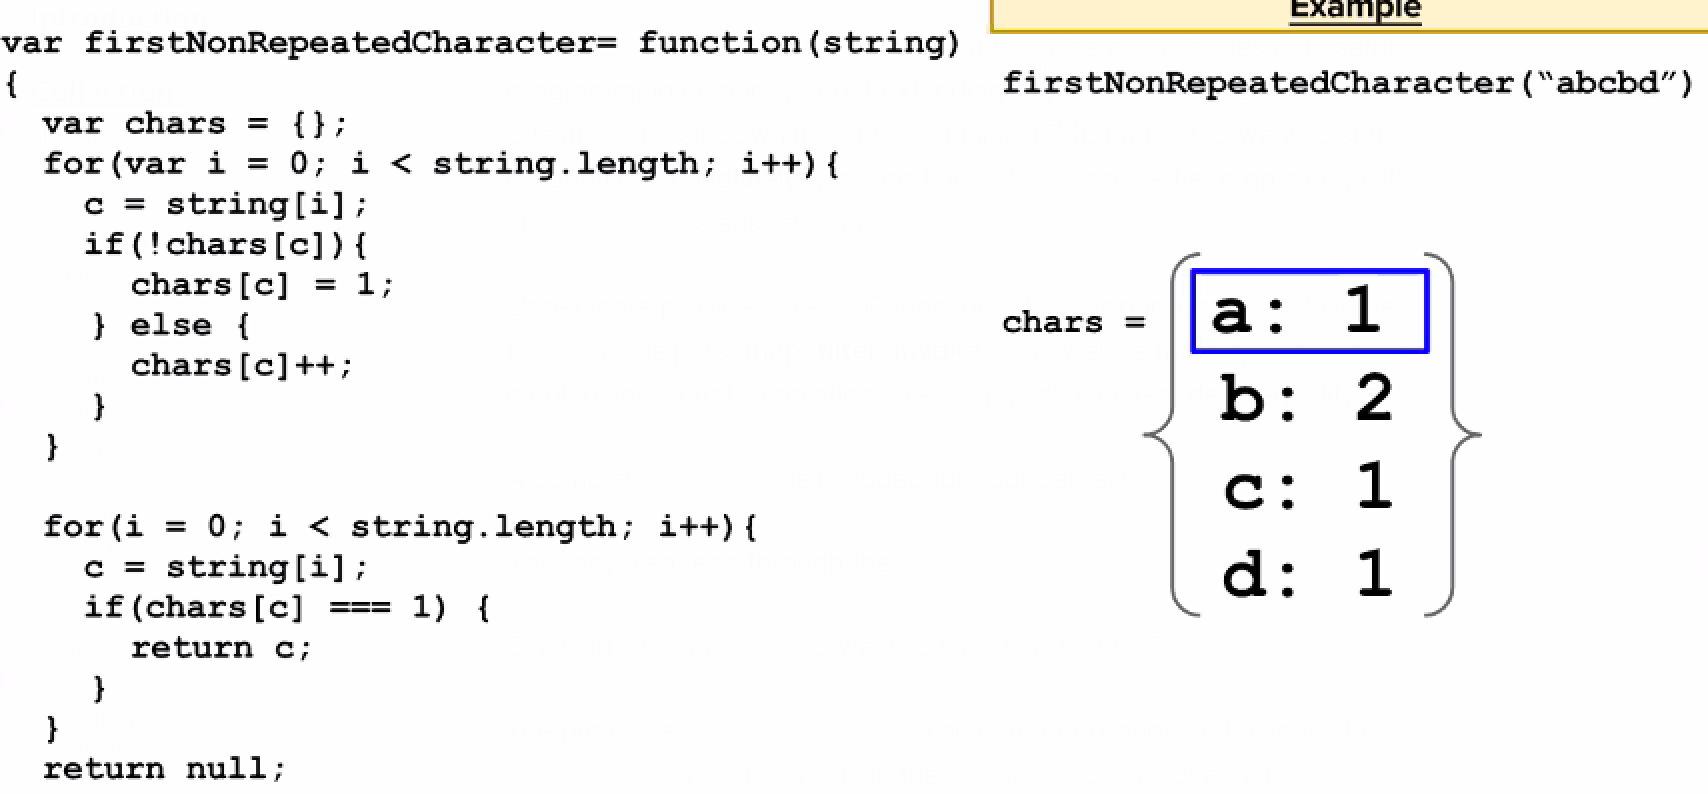 var firstNonRepeatedCharacter= function(string)
{
var chars = {};
for(var i = 0; i < string.length; i++){
c = string[i];
if(!chars[c]){
chars[c] = 1;
} else {
chars[c]++;
}
}
for(i = 0; i < string.length; i++){
c = string[i];
if(chars[c] === 1) {
return c;
}
}
return null;
Example
firstNonRepeatedCharacter(“abcbd”)
chars =
a: 1
b: 2
c: 1
d: 1